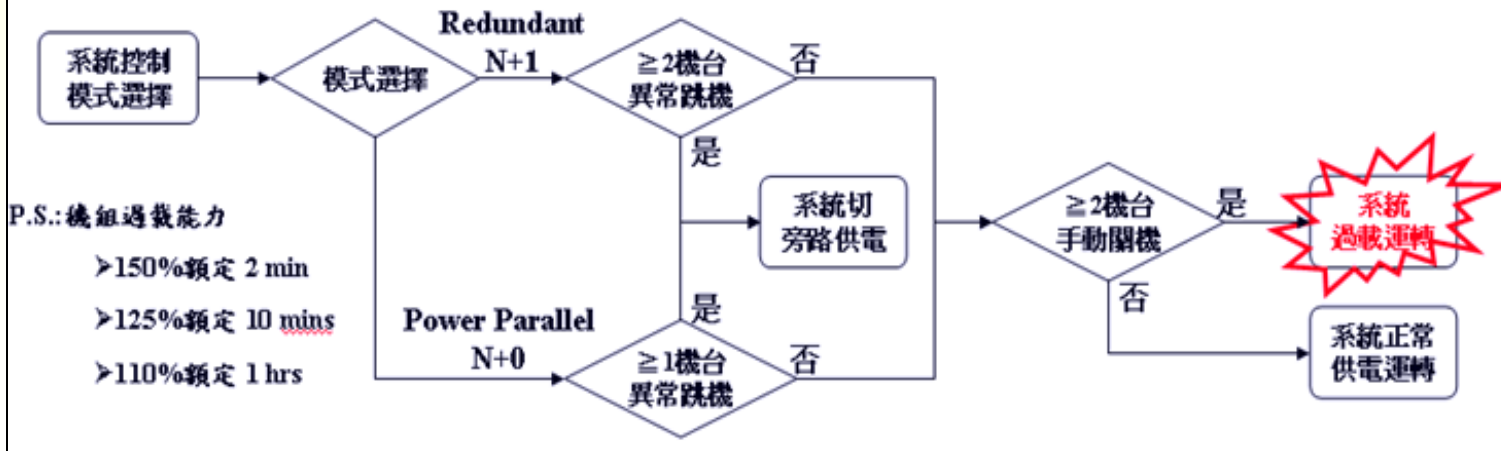 系統控制
模式選擇
模式選擇
Redundant
N+1
≧2機台
異常跳機
否
是
系統切
旁路供電
是
Power Parallel
N+0
≧1機台
異常跳機
否
≧2機台
手動關機
是
系統
過載運轉
否
系統正常
供電運轉
P.S.:機組過載能力
➢150%額定 2 min
➢125%額定 10 mins
➢110%額定 1 hrs